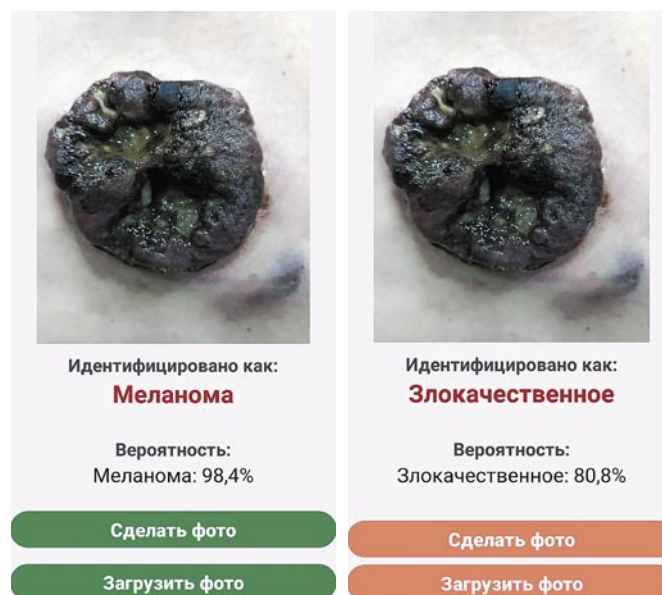 Идентифицировано как:
Меланома
Вероятность:
Меланома: 98,4%
Сделать фото
Загрузить фото
Идентифицировано как:
Злокачественное
Вероятность:
Злокачественное: 80,8%
Сделать фото
Загрузить фото